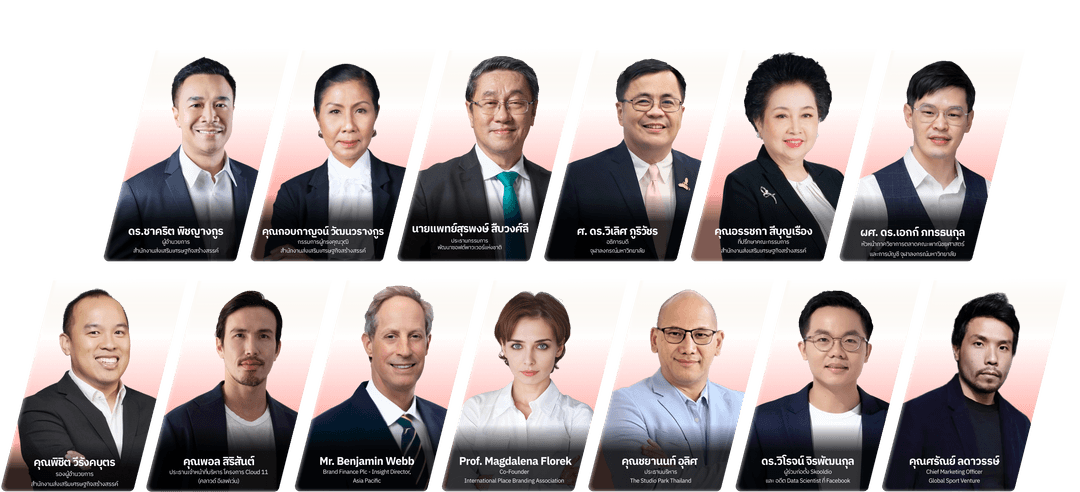 ดร.ชาคริต พิชญางกูร
ผู้อำนวยการ
สำนักงานส่งเสริมเศรษฐกิจสร้างสรรค์
คุณกอบกาญจน์ วัฒนวรางกูร
กรรมการผู้ทรงคุณวุฒิ
สำนักงานส่งเสริมเศรษฐกิจสร้างสรรค์
นายแพทย์สุรพงษ์ สืบวงศ์ลี
ประธานกรรมการ
พัฒนาซอฟต์พาวเวอร์แห่งชาติ
ศ. ดร.วิเลิศ ภูริวัชร
อธิการบดี
จุฬาลงกรณ์มหาวิทยาลัย
คุณอรรชกา สีบุญเรือง
ที่ปรึกษาคณะกรรมการ
สำนักงานส่งเสริมเศรษฐกิจสร้างสรรค์
ผศ. ดร.เอกก์ ภทรธนกุล
หัวหน้าภาควิชาการตลาดคณะพาณิชยศาสตร์
และการบัญชี จุฬาลงกรณ์มหาวิทยาลัย
คุณพิชิต วีรังคบุตร
รองผู้อำนวยการ
สำนักงานส่งเสริมเศรษฐกิจสร้างสรรค์
คุณพอล สิริสันต์
ประธานเจ้าหน้าที่บริหาร โครงการ Cloud 11
(คลาวด์ อีเลฟเว่น)
Mr. Benjamin Webb
Brand Finance Plc - Insight Director,
Asia Pacific
Prof. Magdalena Florek
Co-Founder
International Place Branding Association
คุณชยานนท์ อุลิศ
ประธานบริหาร
The Studio Park Thailand
ดร.วิโรจน์ จิรพัฒนกุล
ผู้ร่วมก่อตั้ง Skooldio
และ อดีต Data Scientist ที่ Facebook
คุณศรัณย์ ลดาวรรษ์
Chief Marketing Officer
Global Sport Venture